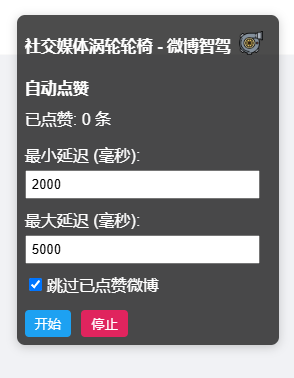 社交媒体涡轮轮椅 - 微博智驾
自动点赞
已点赞: 0 条
最小延迟 (毫秒):
2000
最大延迟 (毫秒):
5000
跳过已点赞微博
开始 停止